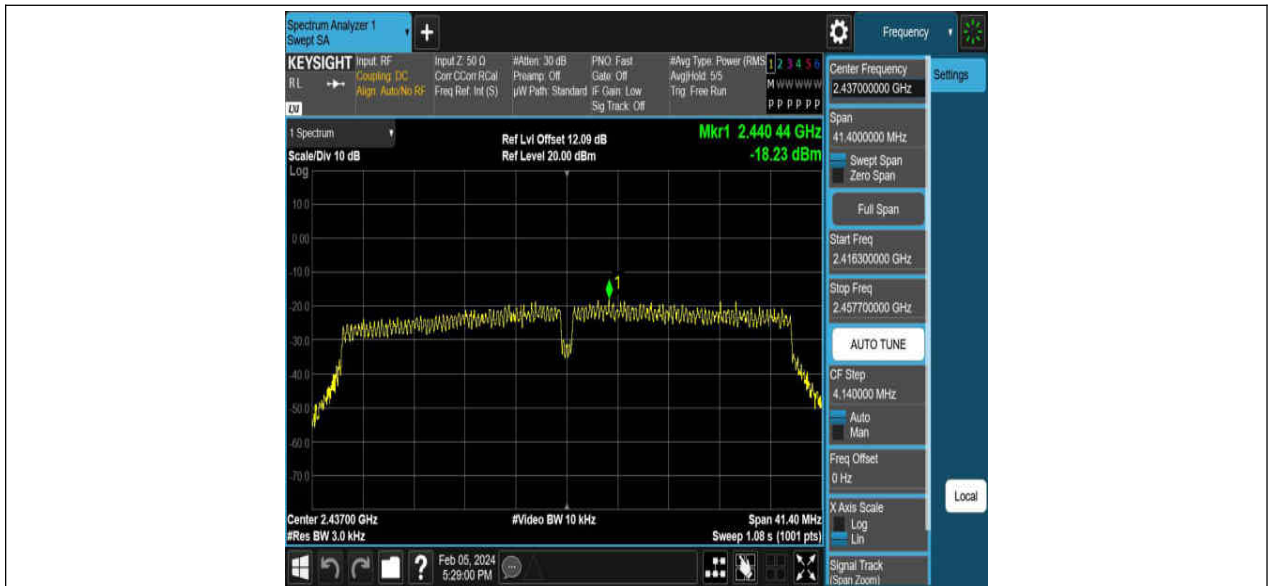 Spectrum Analyzer 1
Swept SA
+
Frequency
KEYSIGHT
RL
LXI
Input: RF
Coupling: DC
Align: Auto/No RF
Input Z: 50 Ω
Corr CCorr RCal
Freq Ref: Int (S)
#Atten: 30 dB
Preamp: Off
µW Path: Standard
PNO: Fast
Gate: Off
IF Gain: Low
Sig Track: Off
#Avg Type: Power (RMS
Avg|Hold: 5/5
Trig: Free Run
1 2 3 4 5 6
M W W W W W
P P P P P P
1 Spectrum
Scale/Div 10 dB
Ref Lvl Offset 12.09 dB
Ref Level 20.00 dBm
Mkr1 2.440 44 GHz
-18.23 dBm
Log
10.0
0.00
-10.0
-20.0
-30.0
-40.0
-50.0
-60.0
-70.0
1
Center 2.43700 GHz
#Res BW 3.0 kHz
#Video BW 10 kHz
Span 41.40 MHz
Sweep 1.08 s (1001 pts)
Center Frequency
2.437000000 GHz
Settings
Span
41.4000000 MHz
Swept Span
Zero Span
Full Span
Start Freq
2.416300000 GHz
Stop Freq
2.457700000 GHz
AUTO TUNE
CF Step
4.140000 MHz
Auto
Man
Freq Offset
0 Hz
X Axis Scale
Log
Lin
Local
Signal Track
(Span Zoom)
?
Feb 05, 2024
5:29:00 PM